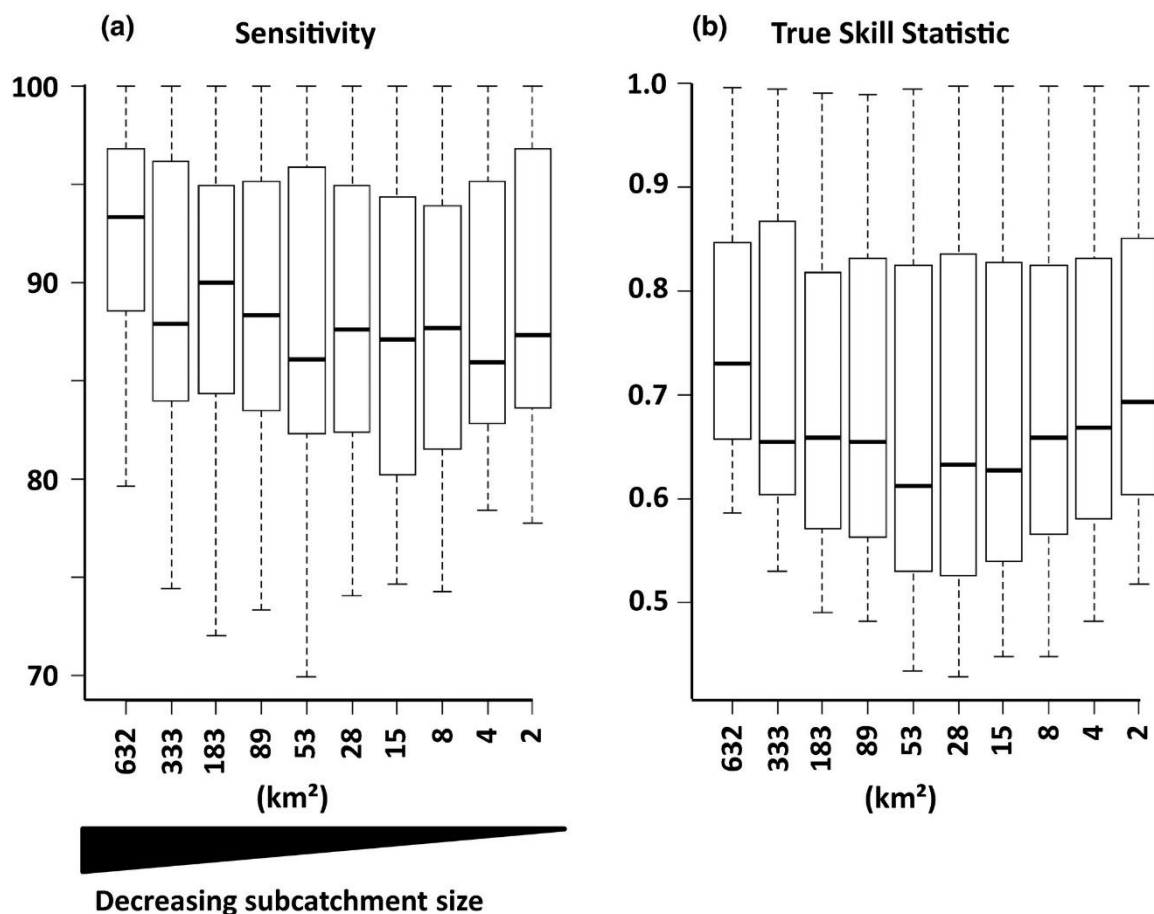 (a) Sensitivity
100
90
80
70
632 333 183 89 53 28 15 8 4 2
(km²)
Decreasing subcatchment size
(b) True Skill Statistic
1.0
0.9
0.8
0.7
0.6
0.5
632 333 183 89 53 28 15 8 4 2
(km²)